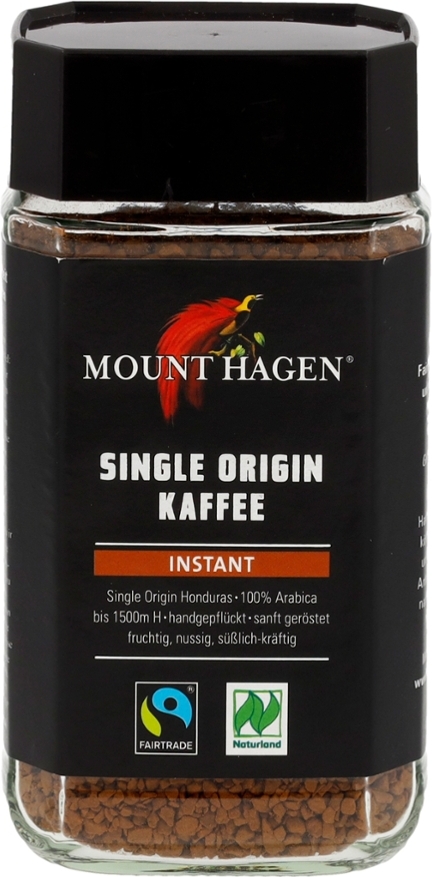 MOUNT HAGEN®
SINGLE ORIGIN
KAFFEE
INSTANT
Single Origin Honduras • 100% Arabica
bis 1500m H • handgepflückt • sanft geröstet
fruchtig, nussig, süßlich-kräftig
®
FAIRTRADE
Naturland